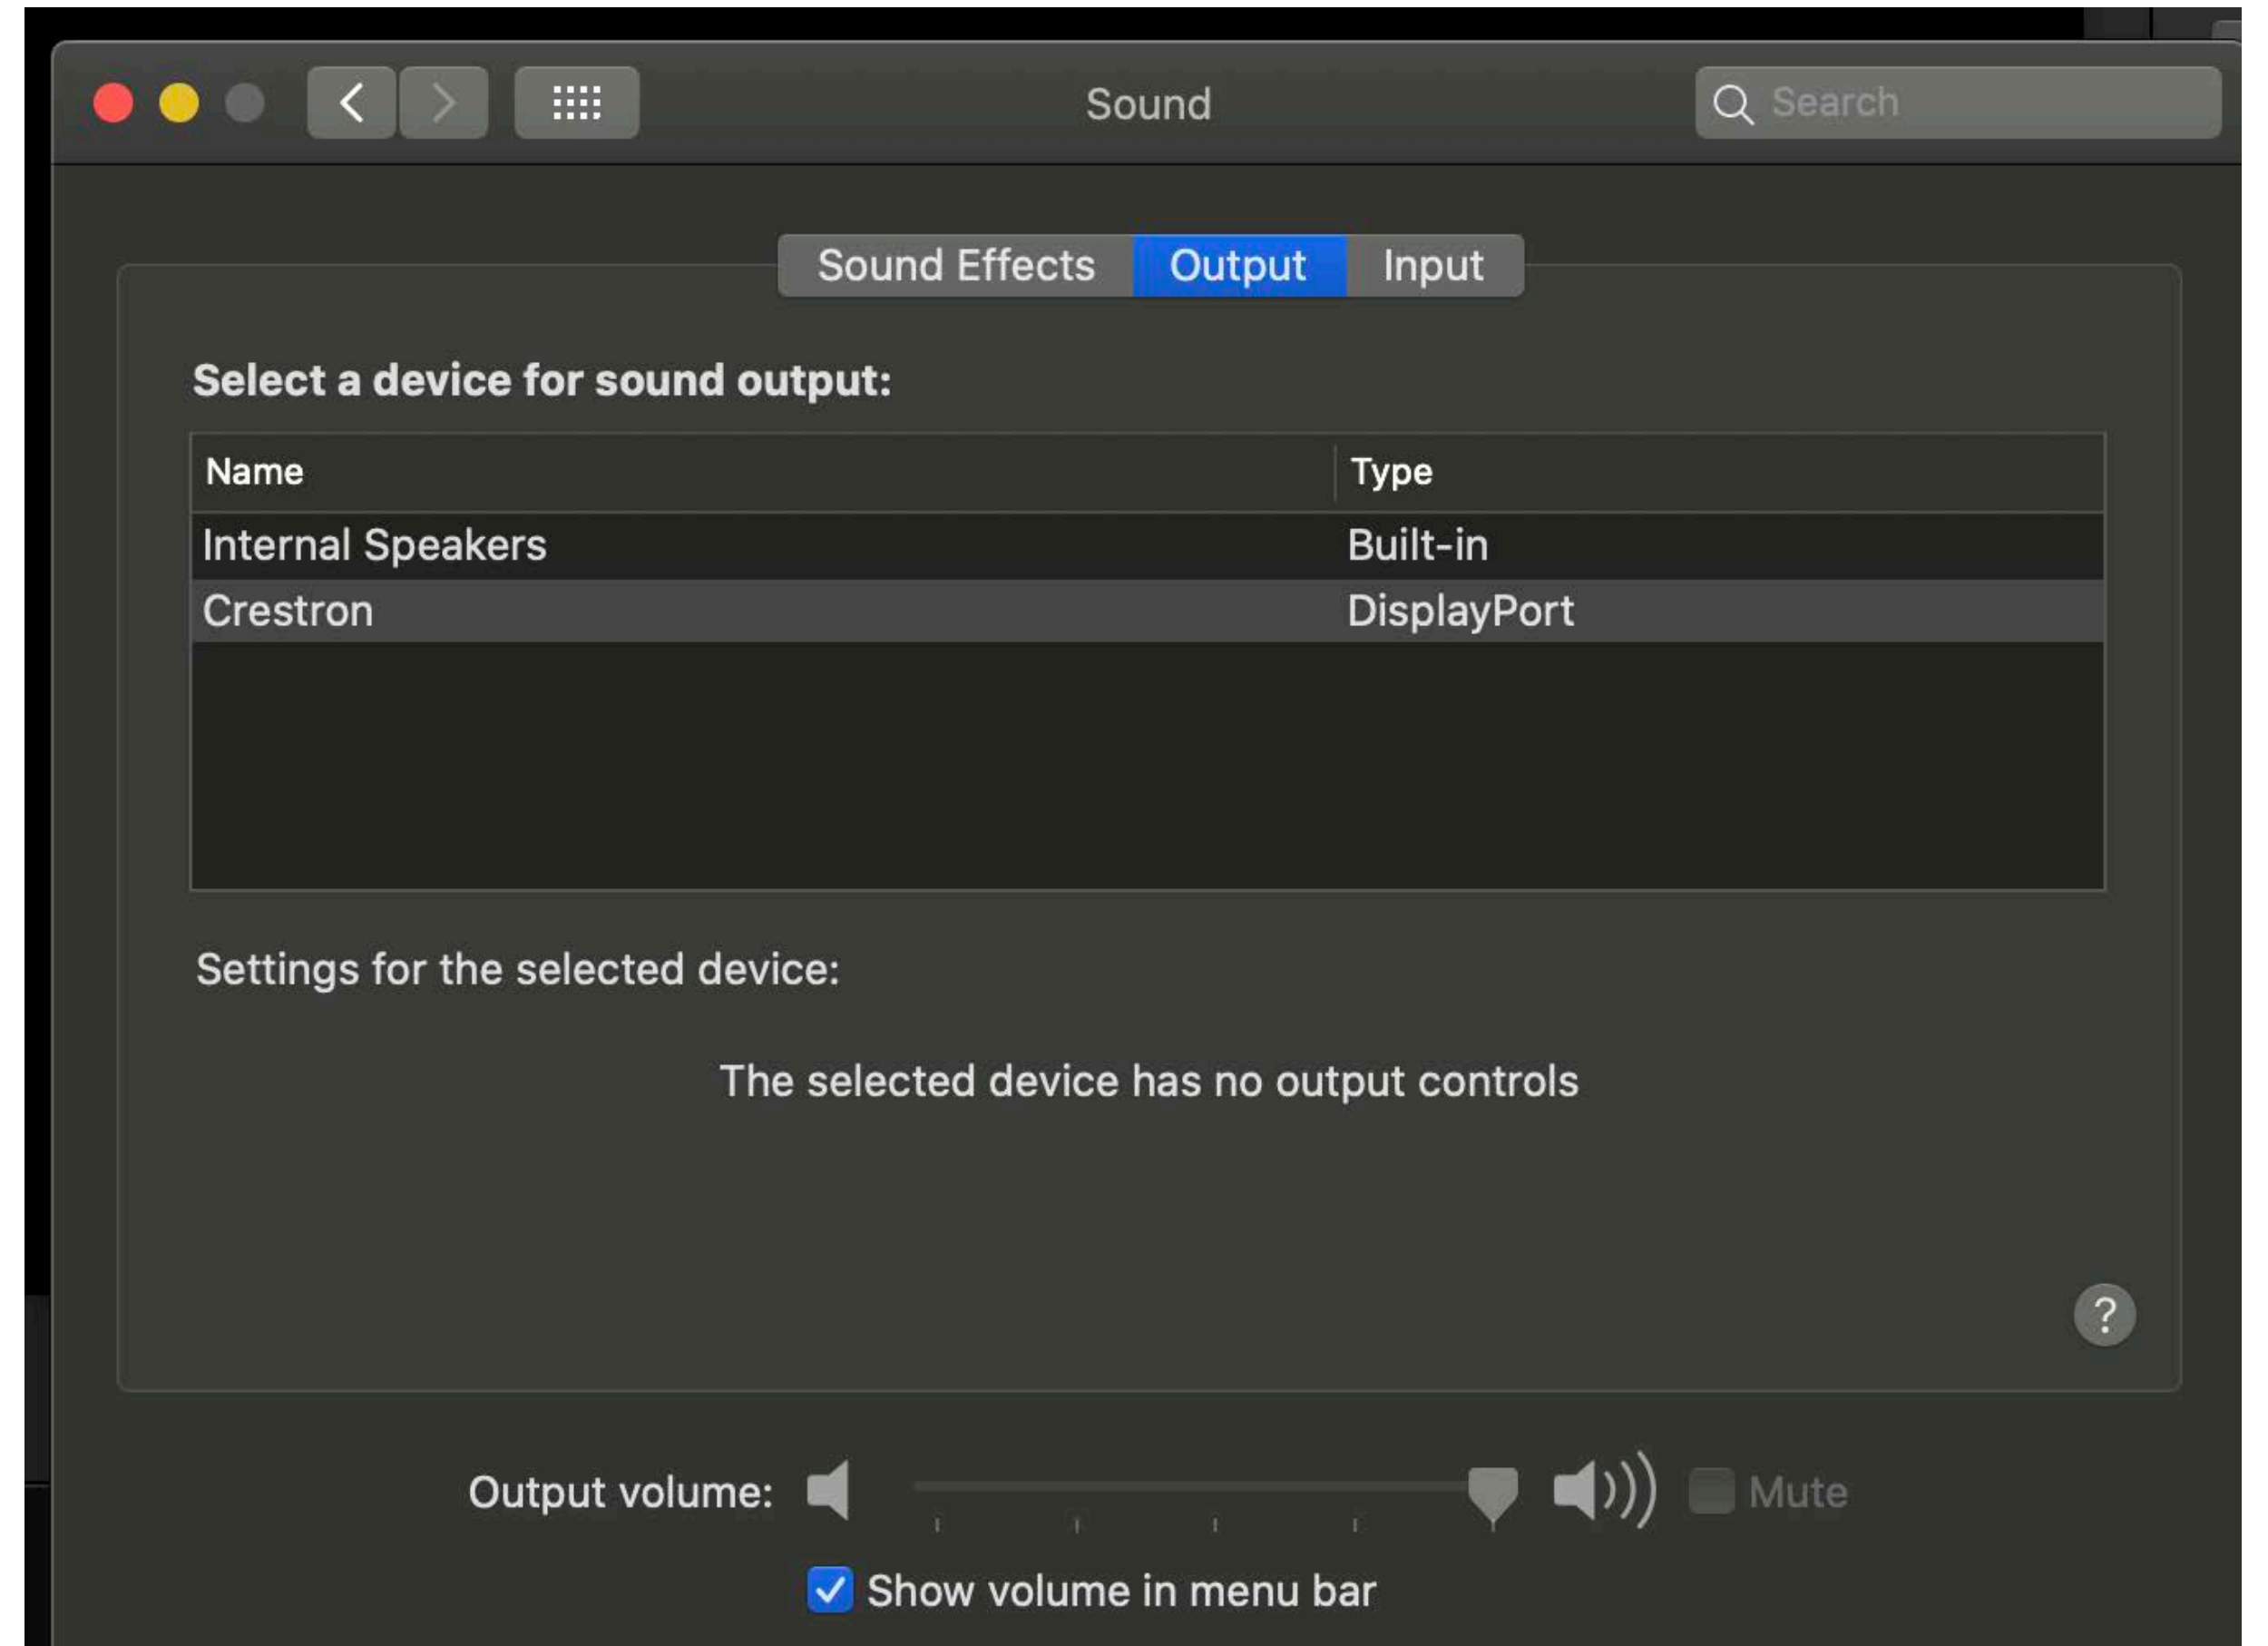 Sound
Search
Sound Effects Output Input
Select a device for sound output:
Name Type
Internal Speakers Built-in
Crestron DisplayPort
Settings for the selected device:
The selected device has no output controls
?
Output volume: Mute
Show volume in menu bar